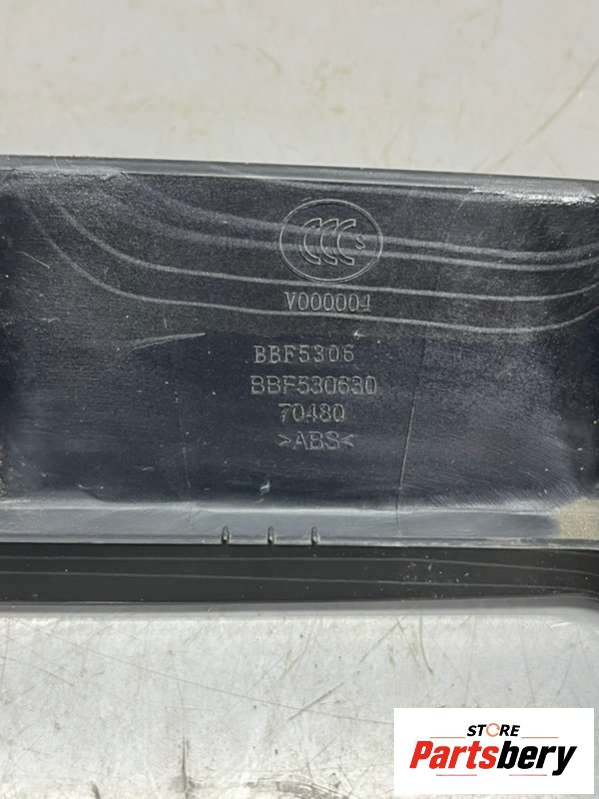 CCC S
V000004
BBF5306
BBF530630
70480
>ABS<
STORE
Partsbery